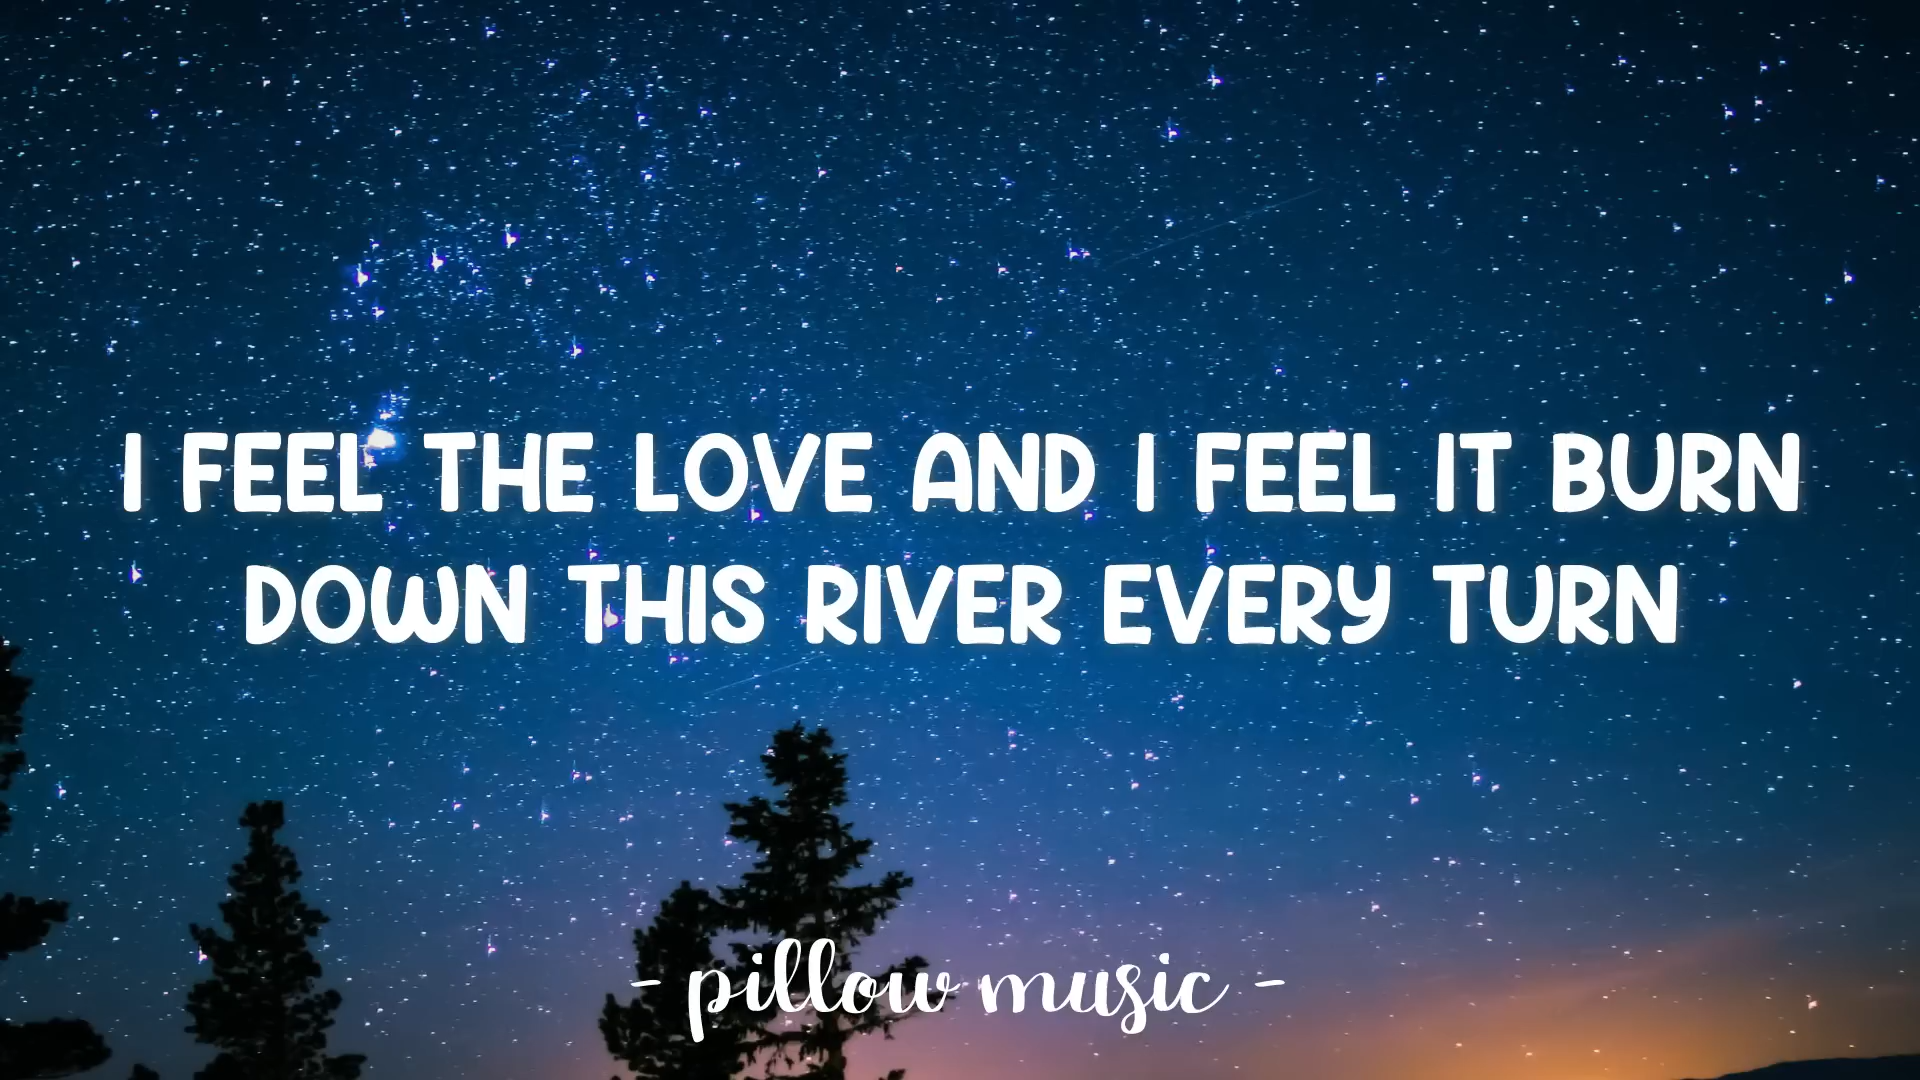 I FEEL THE LOVE AND I FEEL IT BURN
DOWN THIS RIVER EVERY TURN
- pillow music -